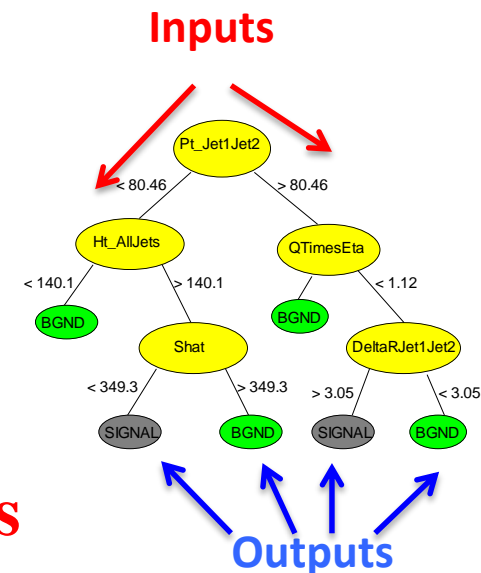 Inputs
Pt_Jet1Jet2
< 80.46
> 80.46
Ht_AllJets
QTimesEta
< 140.1
> 140.1
< 1.12
BGND
BGND
Shat
DeltaRJet1Jet2
< 349.3
> 349.3
> 3.05
< 3.05
SIGNAL
BGND
SIGNAL
BGND
s
Outputs